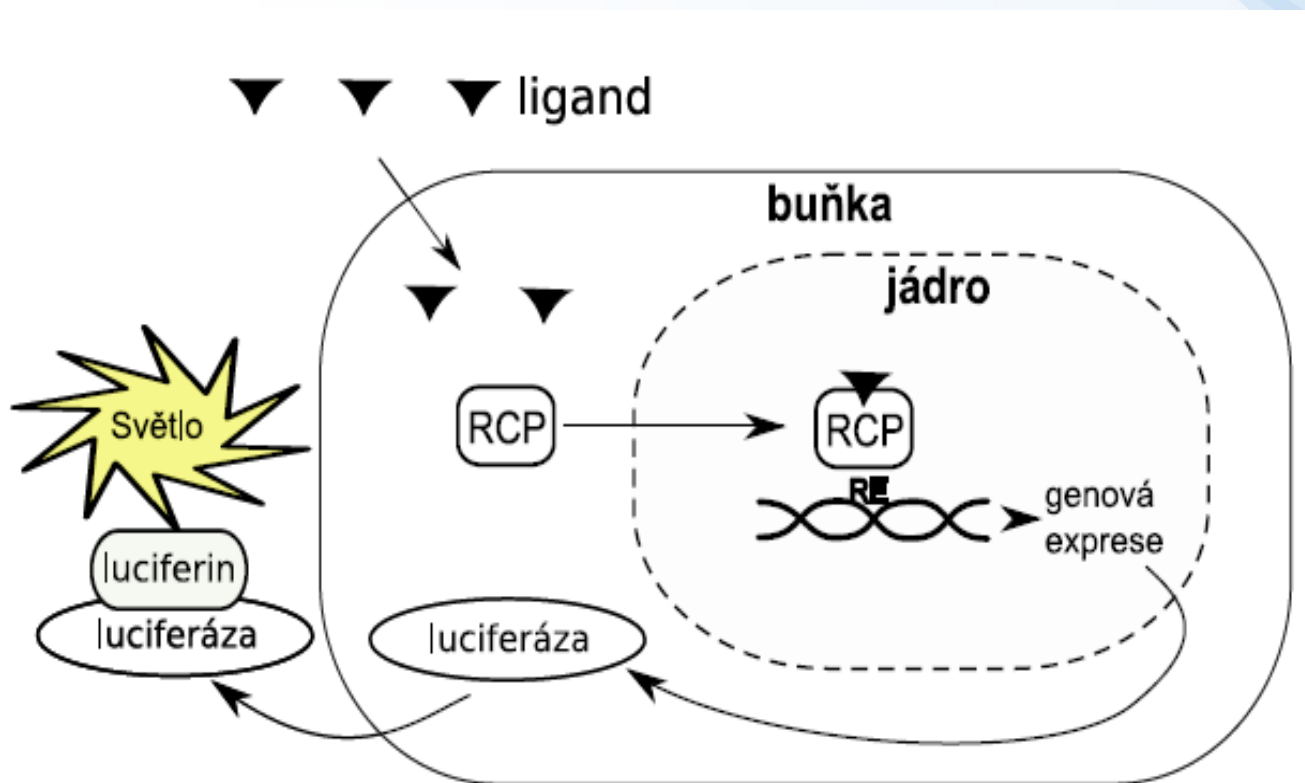 ligand
buňka
jádro
Světlo
RCP
RCP
RE
genová
exprese
luciferin
luciferáza
luciferáza